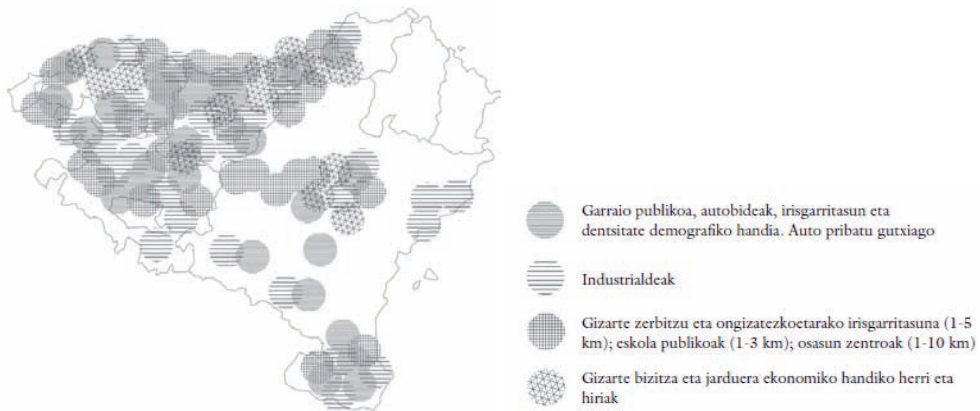 Garraio publikoa, autobideak, irisgarritasun eta
dentsitate demografiko handia. Auto pribatu gutxiago
Industrialdeak
Gizarte zerbitzu eta ongizatezkoetarako irisgarritasuna (1-5
km); eskola publikoak (1-3 km); osasun zentroak (1-10 km)
Gizarte bizitza eta jarduera ekonomiko handiko herri eta
hiriak